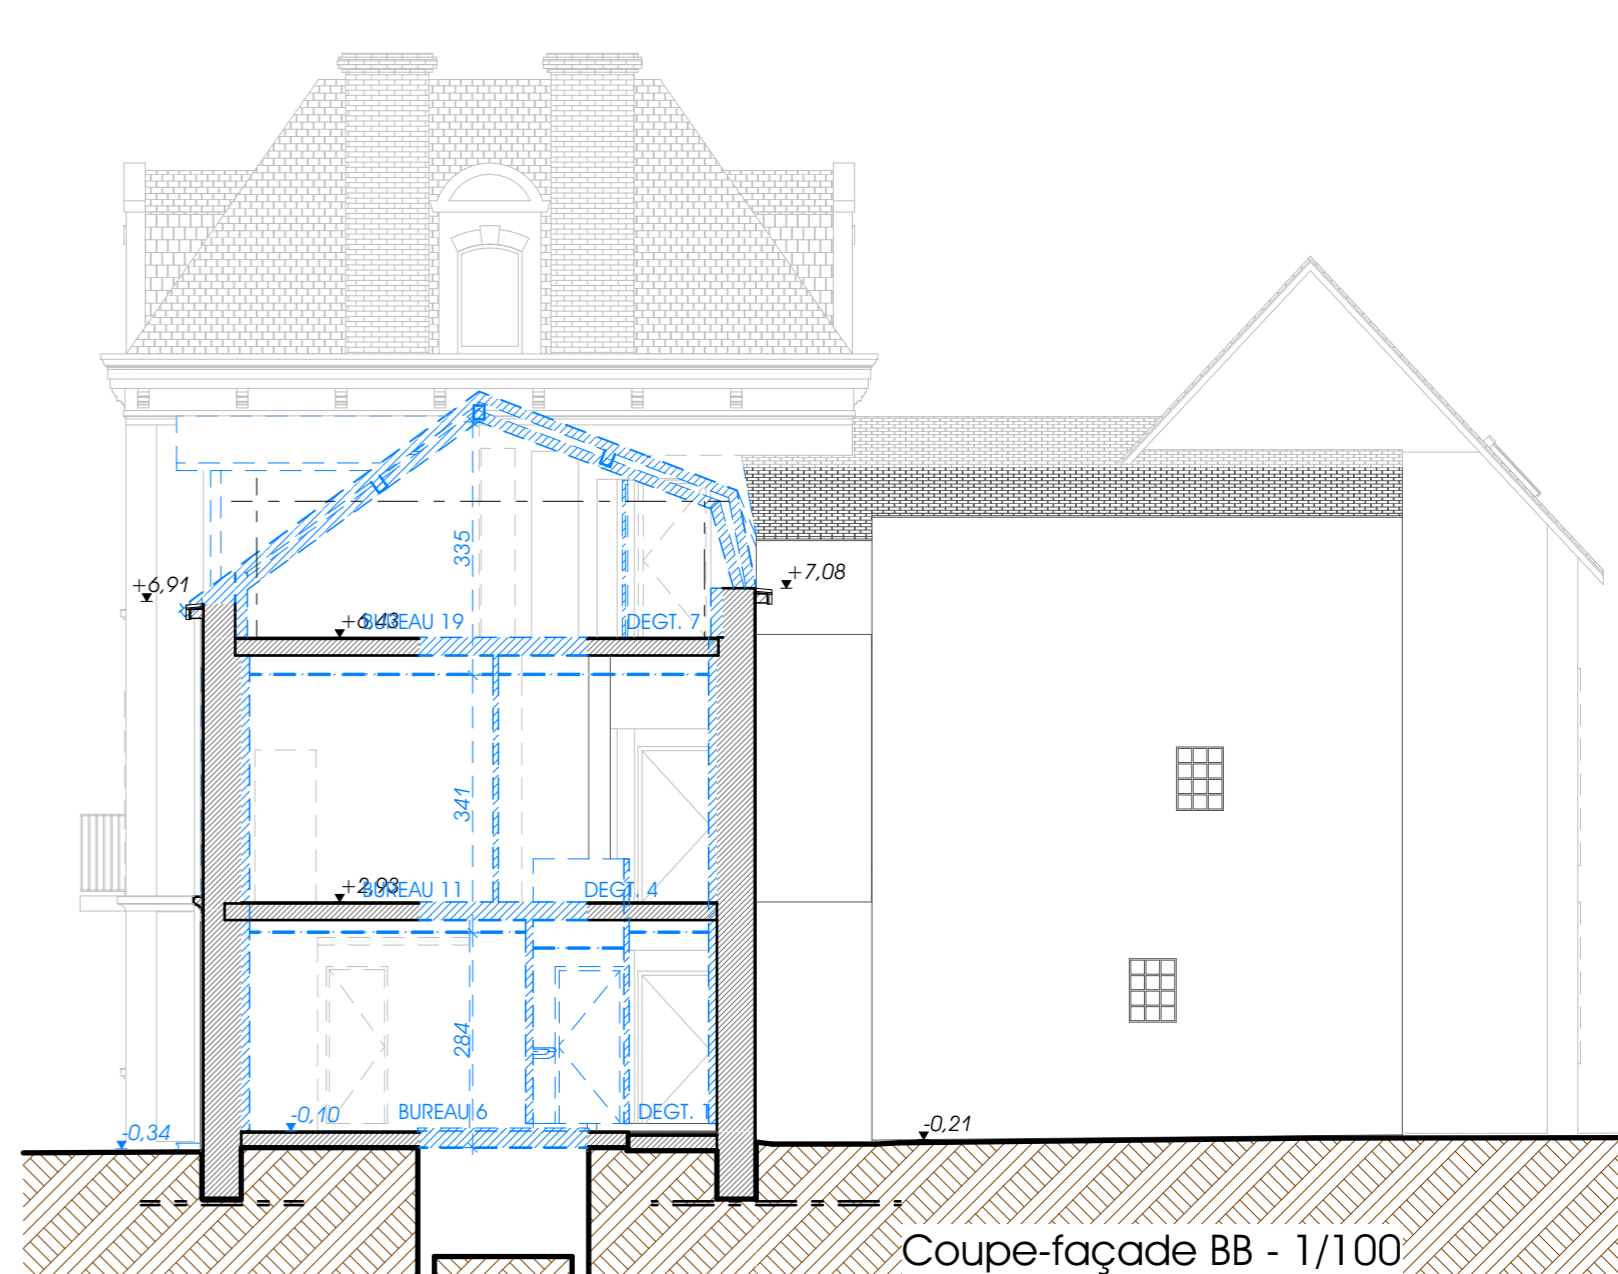 +6,91
335
+7,08
+6,43
BUREAU 19
DEGT. 7
341
+2,93
BUREAU 11
DEGT. 4
284
-0,34
-0,10
BUREAU 6
DEGT. 1
-0,21
Coupe-façade BB - 1/100